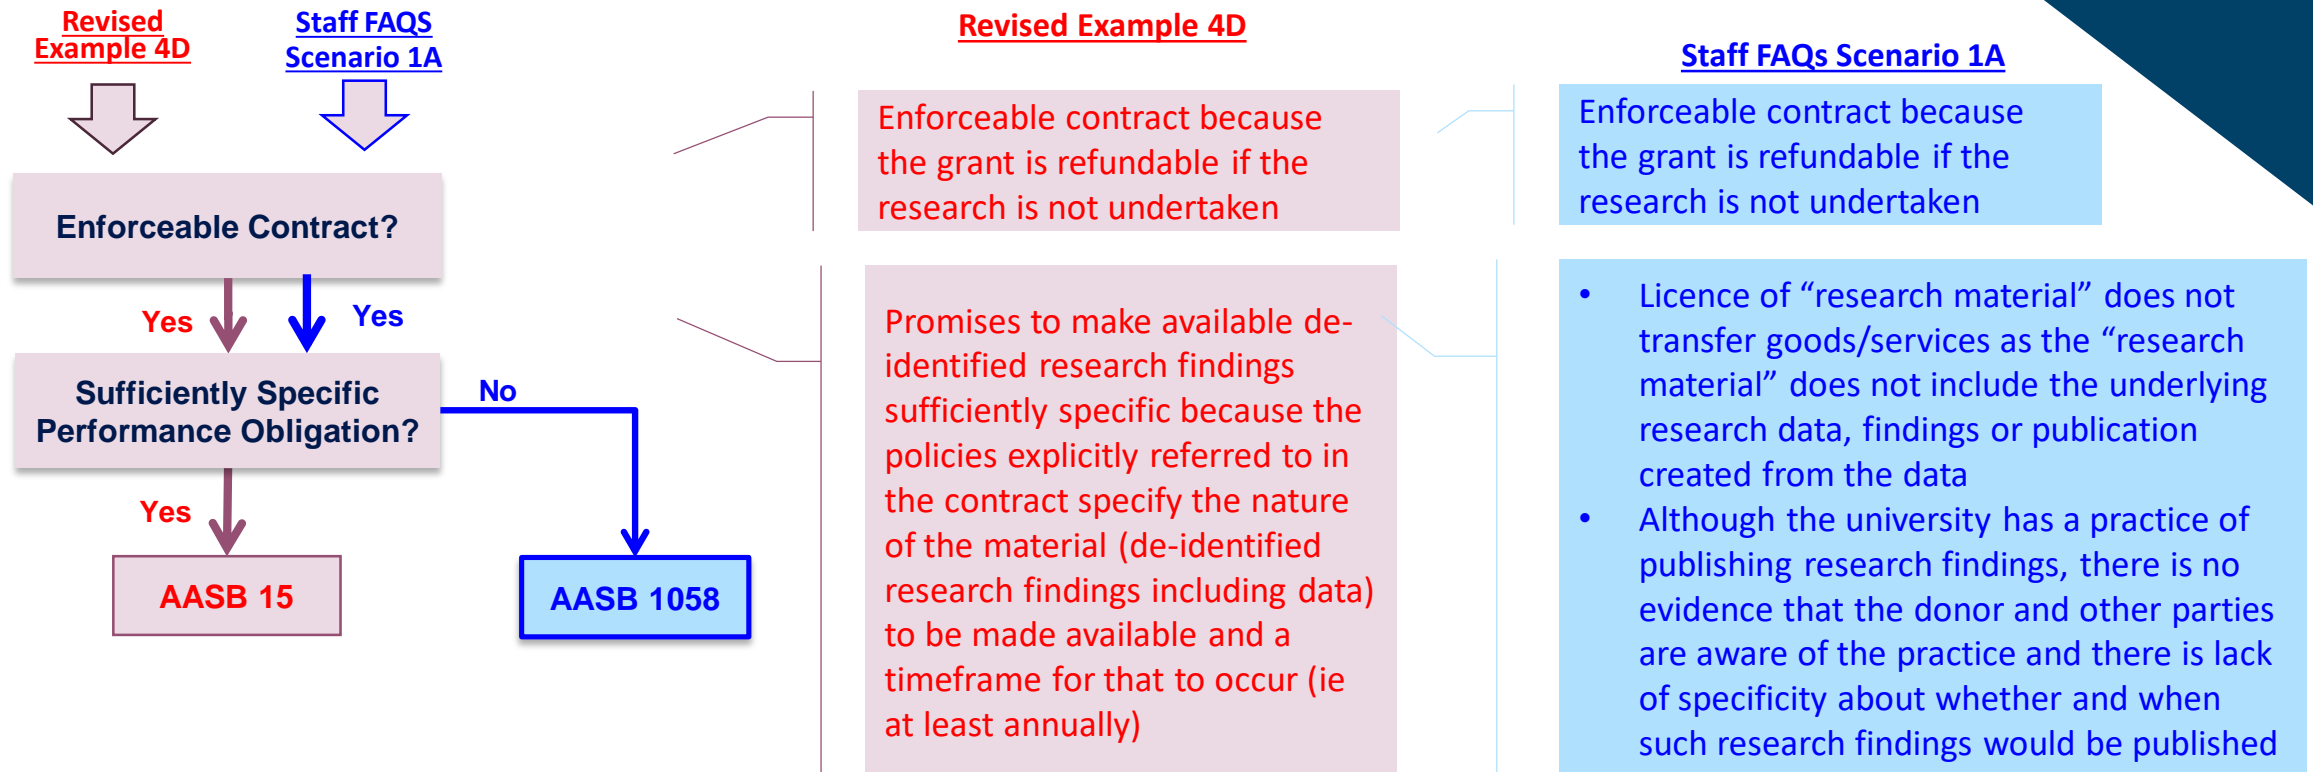 Revised
Example 4D
Staff FAQS
Scenario 1A
Enforceable Contract?
Yes
Yes
Sufficiently Specific
Performance Obligation?
No
Yes
AASB 15
AASB 1058
Revised Example 4D
Enforceable contract because
the grant is refundable if the
research is not undertaken
Promises to make available de-
identified research findings
sufficiently specific because the
policies explicitly referred to in
the contract specify the nature
of the material (de-identified
research findings including data)
to be made available and a
timeframe for that to occur (ie
at least annually)
Staff FAQs Scenario 1A
Enforceable contract because
the grant is refundable if the
research is not undertaken
• Licence of “research material” does not
transfer goods/services as the “research
material” does not include the underlying
research data, findings or publication
created from the data
• Although the university has a practice of
publishing research findings, there is no
evidence that the donor and other parties
are aware of the practice and there is lack
of specificity about whether and when
such research findings would be published